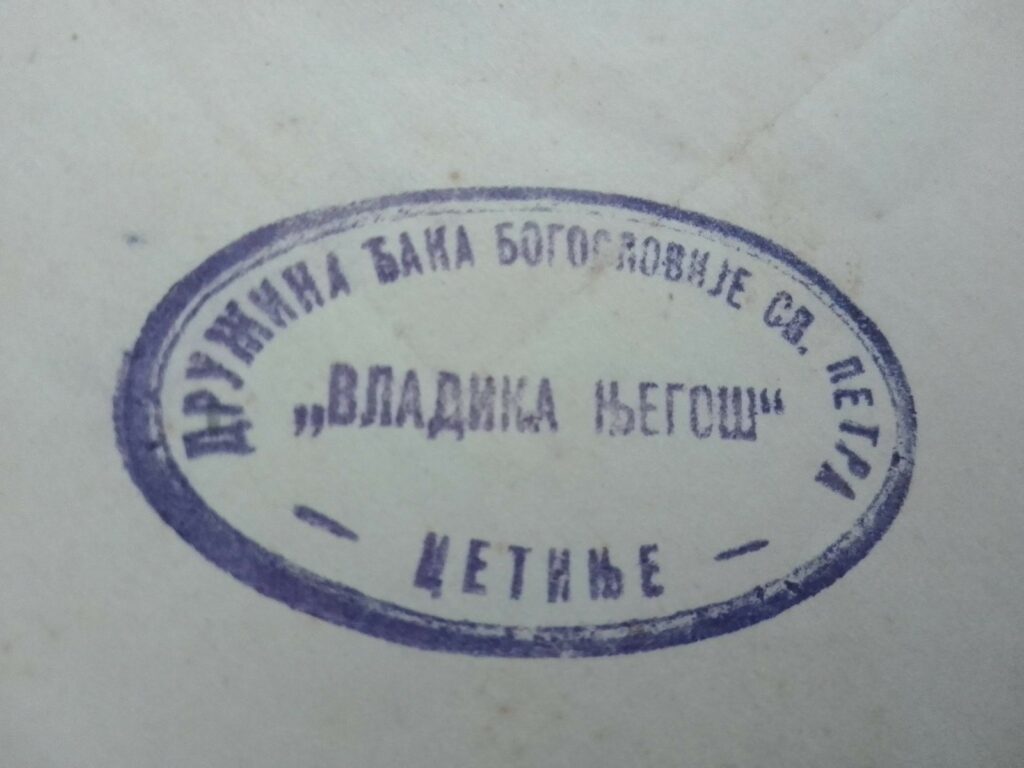 ДРУЖИНА ЂАКА БОГОСЛОВИЈЕ СВ. ПЕТРА
„ВЛАДИКА ЊЕГОШ“
— ЦЕТИЊЕ —